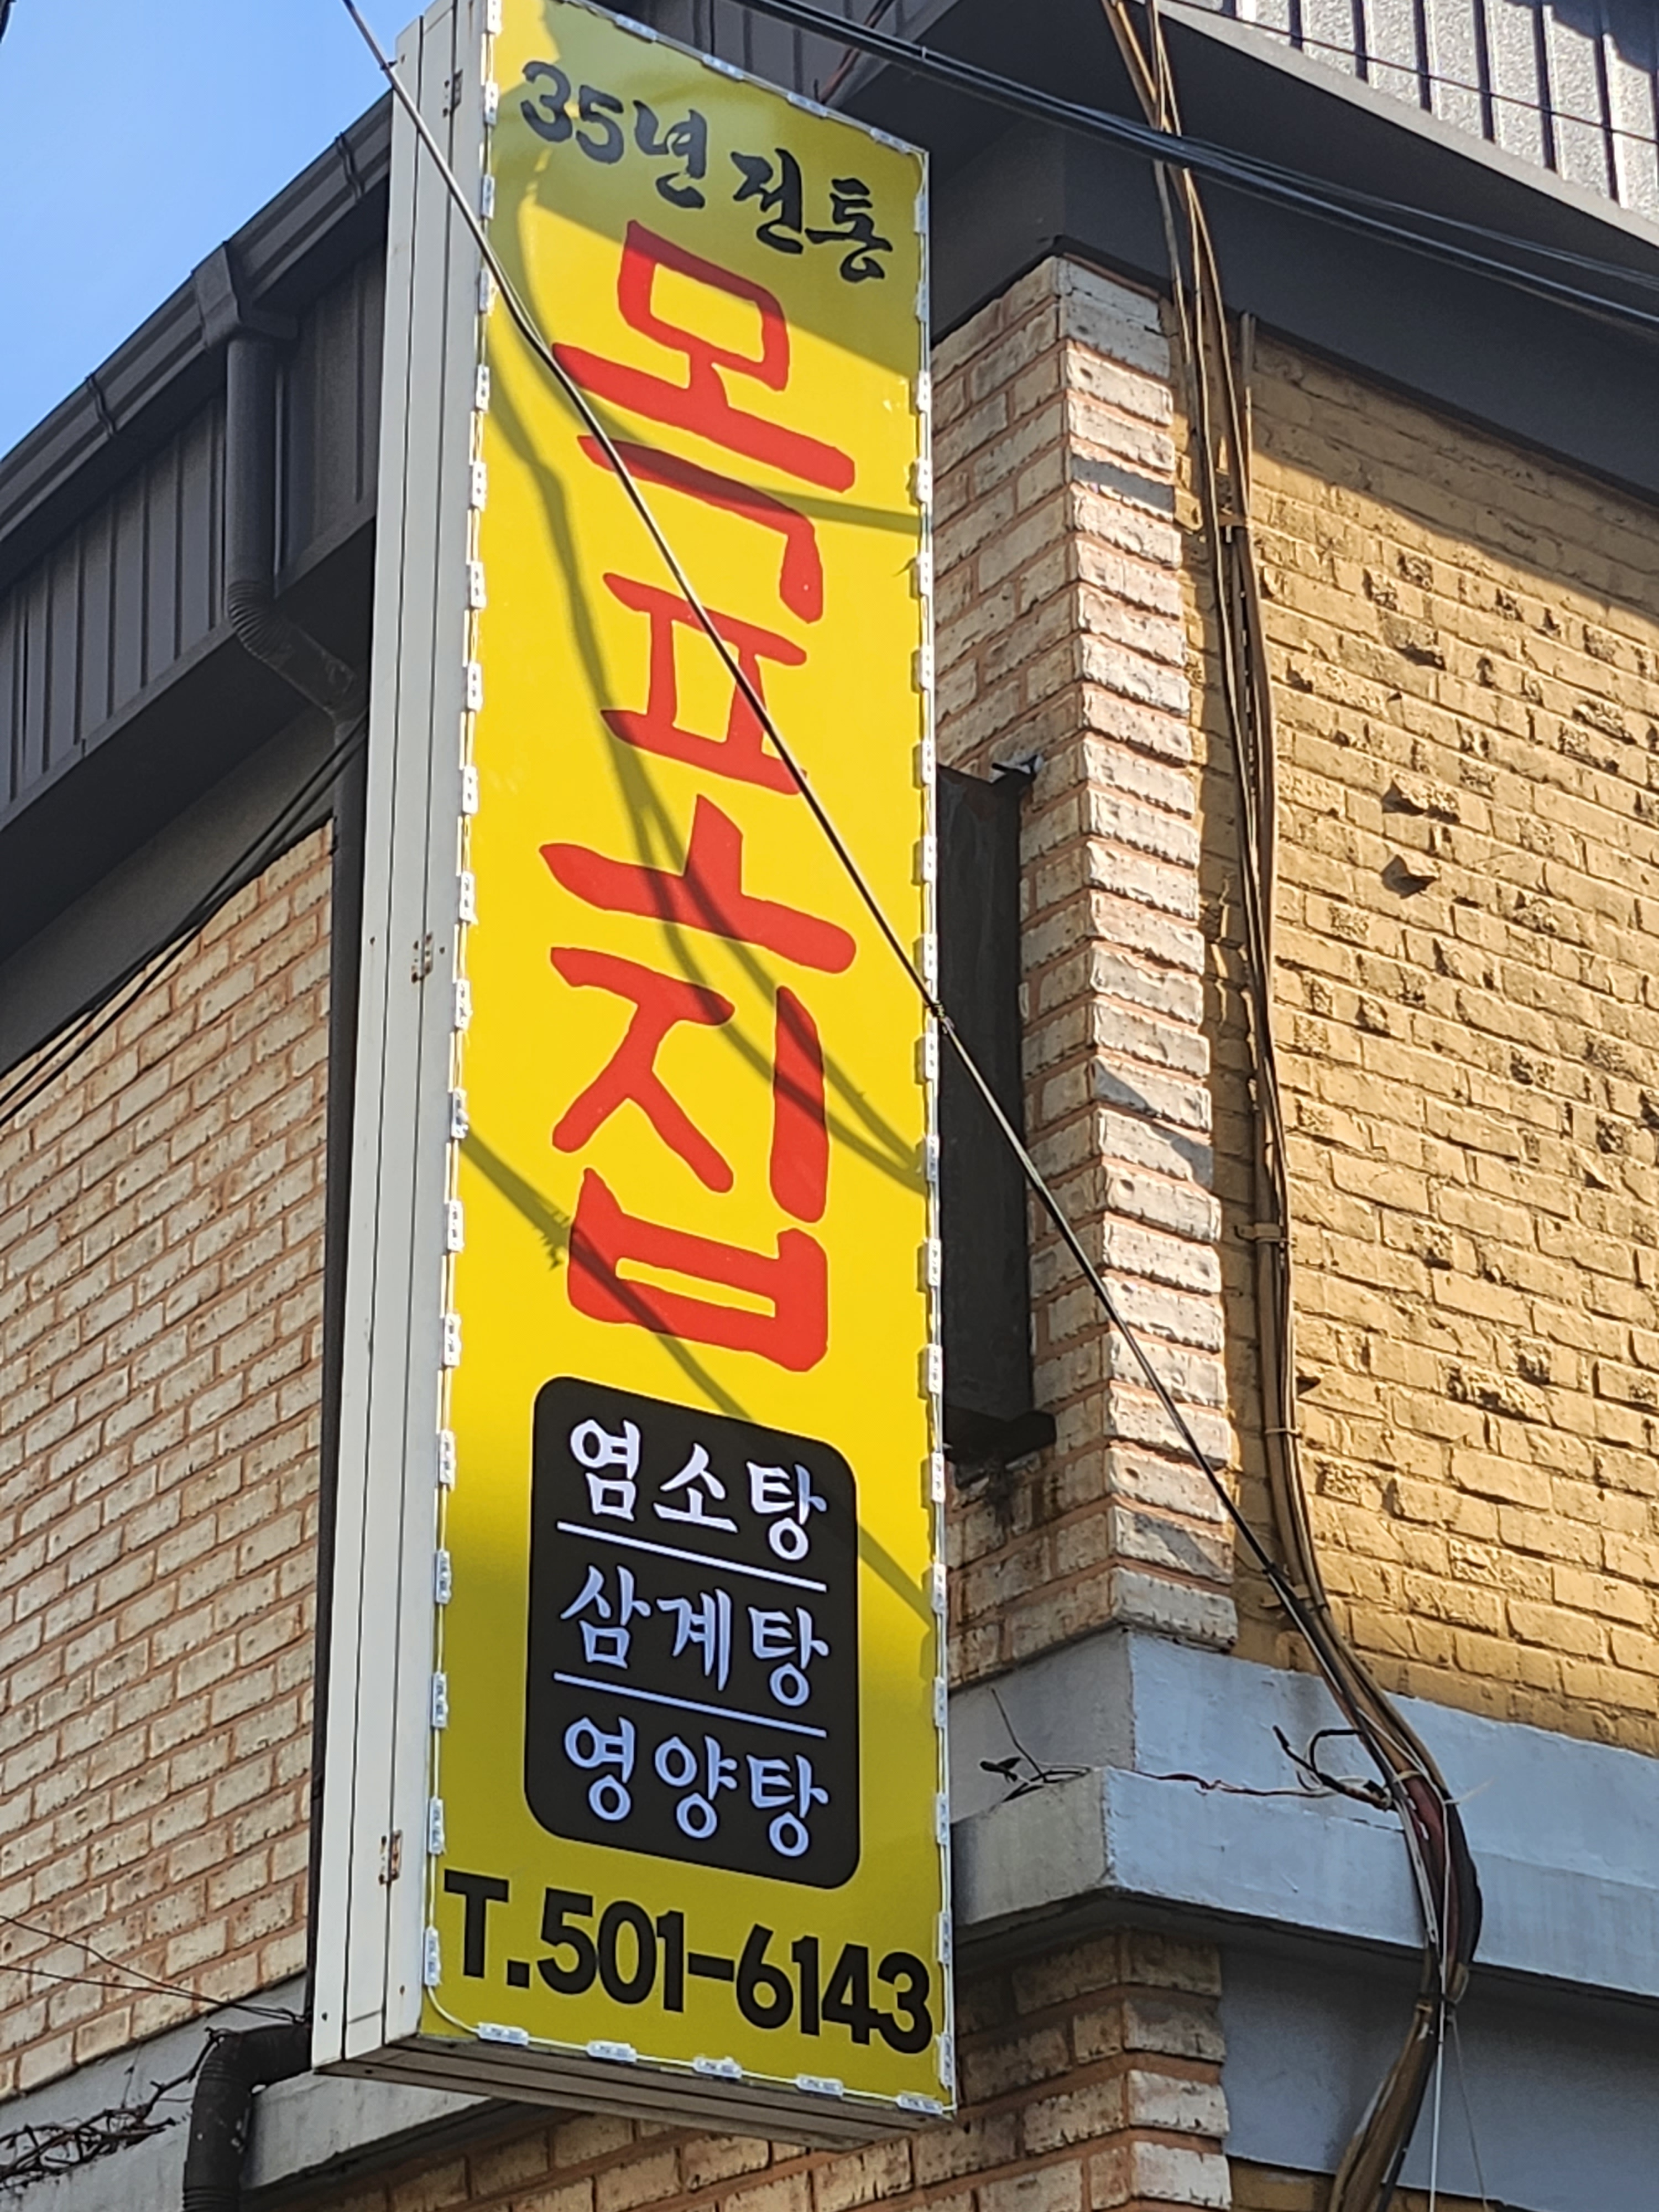 35년 전통
목포집
염소탕
삼계탕
영양탕
T.501-6143